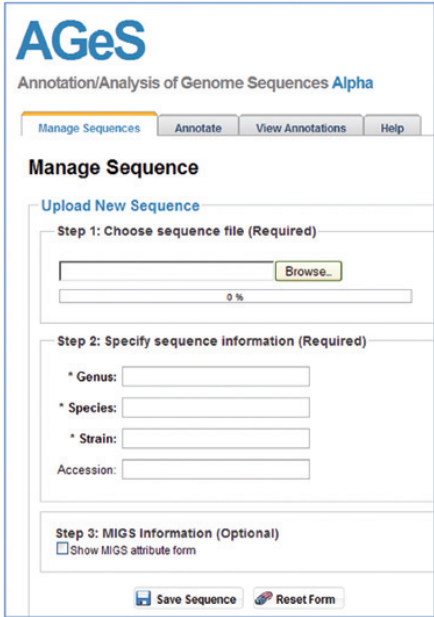 AGeS
Annotation/Analysis of Genome Sequences Alpha
Manage Sequences Annotate View Annotations Help
Manage Sequence
Upload New Sequence
Step 1: Choose sequence file (Required)
Browse..
0 %
Step 2: Specify sequence information (Required)
* Genus:
* Species:
* Strain:
Accession:
Step 3: MIGS Information (Optional)
Show MIGS attribute form
Save Sequence Reset Form